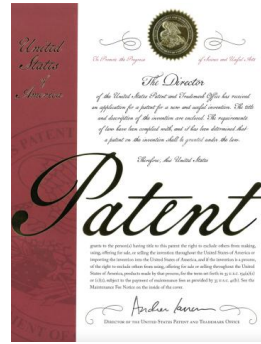 United
States
of
America
To Promote the Progress of Science and Useful Arts
The Director
of the United States Patent and Trademark Office has received
an application for a patent for a new and useful invention. The title
and description of the invention are enclosed. The requirements
of law have been complied with, and it has been determined that
a patent on the invention shall be granted under the law.
Therefore, this United States
Patent
grants to the person(s) having title to this patent the right to exclude others from making,
using, offering for sale, or selling the invention throughout the United States of America or
importing the invention into the United States of America, and if the invention is a process,
of the right to exclude others from using, offering for sale or selling throughout the United
States of America, products made by that process, for the term set forth in 35 U.S.C. 154(a)(2)
or (c)(1), subject to the payment of maintenance fees as provided by 35 U.S.C. 41(b). See the
Maintenance Fee Notice on the inside of the cover.
Andrei Iancu
DIRECTOR OF THE UNITED STATES PATENT AND TRADEMARK OFFICE